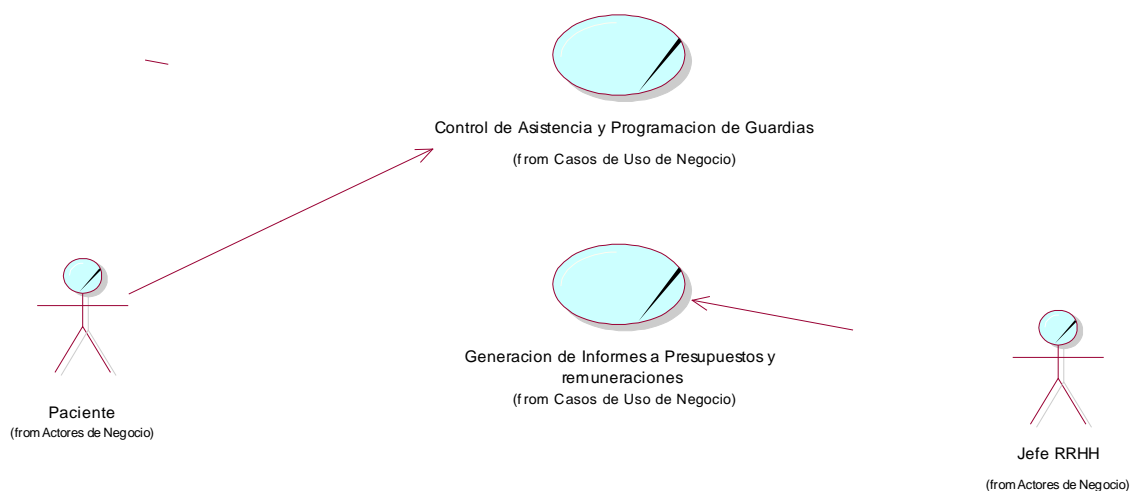 Control de Asistencia y Programacion de Guardias
(from Casos de Uso de Negocio)
Generacion de Informes a Presupuestos y
remuneraciones
(from Casos de Uso de Negocio)
Paciente
(from Actores de Negocio)
Jefe RRHH
(from Actores de Negocio)